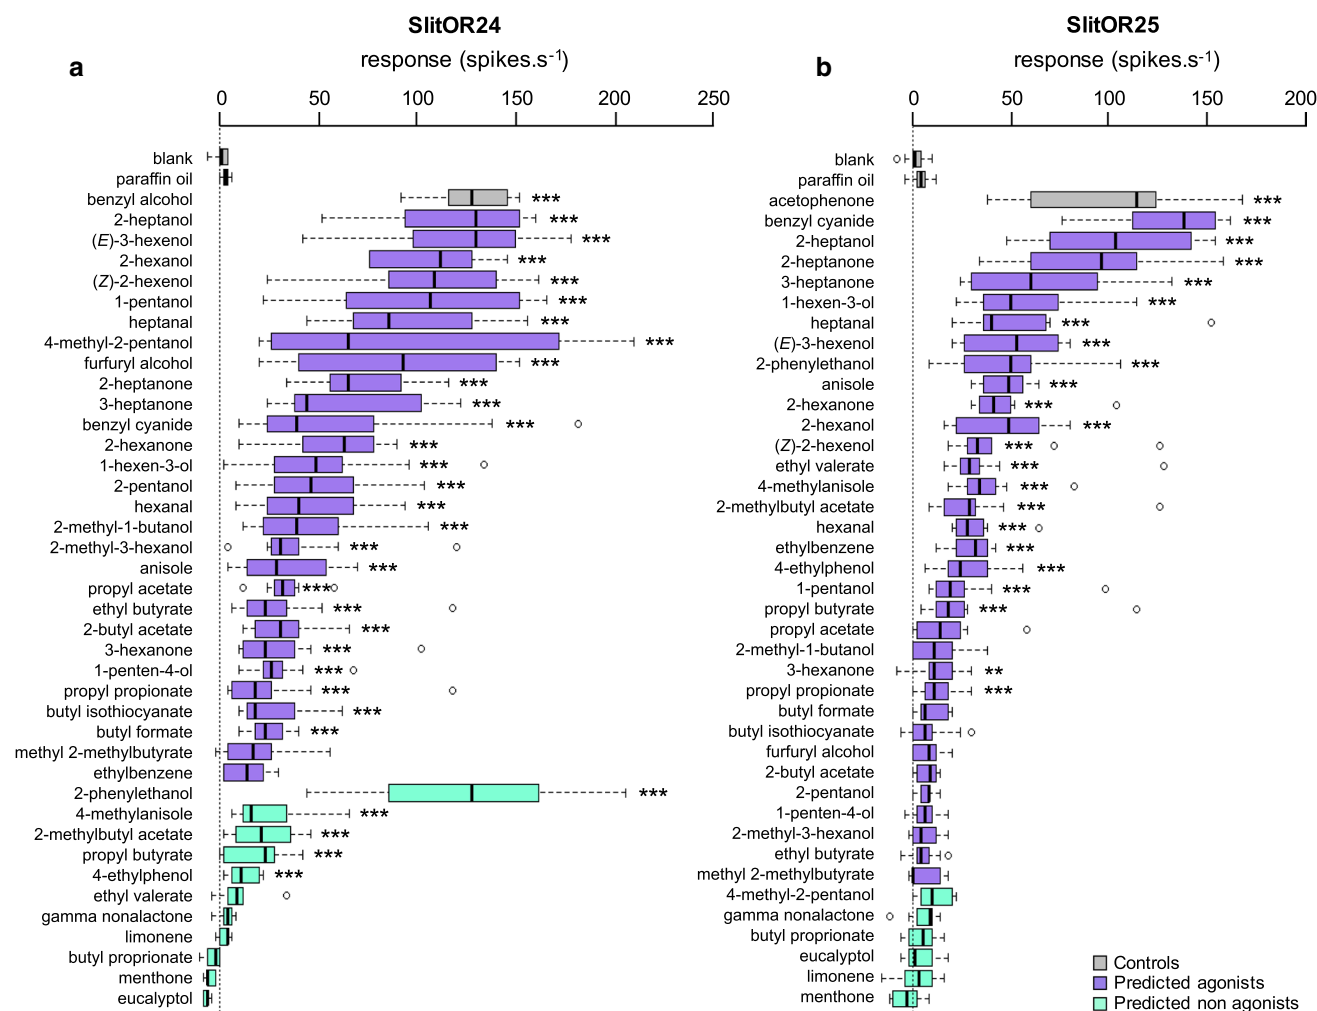 SlitOR24
response (spikes.s-1)
a
0 50 100 150 200 250
blank
paraffin oil
benzyl alcohol ***
2-heptanol ***
(E)-3-hexenol ***
2-hexanol ***
(Z)-2-hexenol ***
1-pentanol ***
heptanal ***
4-methyl-2-pentanol ***
furfuryl alcohol ***
2-heptanone ***
3-heptanone ***
benzyl cyanide ***
2-hexanone ***
1-hexen-3-ol ***
2-pentanol ***
hexanal ***
2-methyl-1-butanol ***
2-methyl-3-hexanol ***
anisole ***
propyl acetate ***
ethyl butyrate ***
2-butyl acetate ***
3-hexanone ***
1-penten-4-ol ***
propyl propionate ***
butyl isothiocyanate ***
butyl formate ***
methyl 2-methylbutyrate
ethylbenzene
2-phenylethanol ***
4-methylanisole ***
2-methylbutyl acetate ***
propyl butyrate ***
4-ethylphenol ***
ethyl valerate
gamma nonalactone
limonene
butyl proprionate
menthone
eucalyptol
SlitOR25
response (spikes.s-1)
b
0 50 100 150 200
blank
paraffin oil
acetophenone ***
benzyl cyanide ***
2-heptanol ***
2-heptanone ***
3-heptanone ***
1-hexen-3-ol ***
heptanal ***
(E)-3-hexenol ***
2-phenylethanol ***
anisole ***
2-hexanone ***
2-hexanol ***
(Z)-2-hexenol ***
ethyl valerate ***
4-methylanisole ***
2-methylbutyl acetate ***
hexanal ***
ethylbenzene ***
4-ethylphenol ***
1-pentanol ***
propyl butyrate ***
propyl acetate
2-methyl-1-butanol
3-hexanone **
propyl propionate ***
butyl formate
butyl isothiocyanate
furfuryl alcohol
2-butyl acetate
2-pentanol
1-penten-4-ol
2-methyl-3-hexanol
ethyl butyrate
methyl 2-methylbutyrate
4-methyl-2-pentanol
gamma nonalactone
butyl proprionate
eucalyptol
limonene
menthone
Controls
Predicted agonists
Predicted non agonists